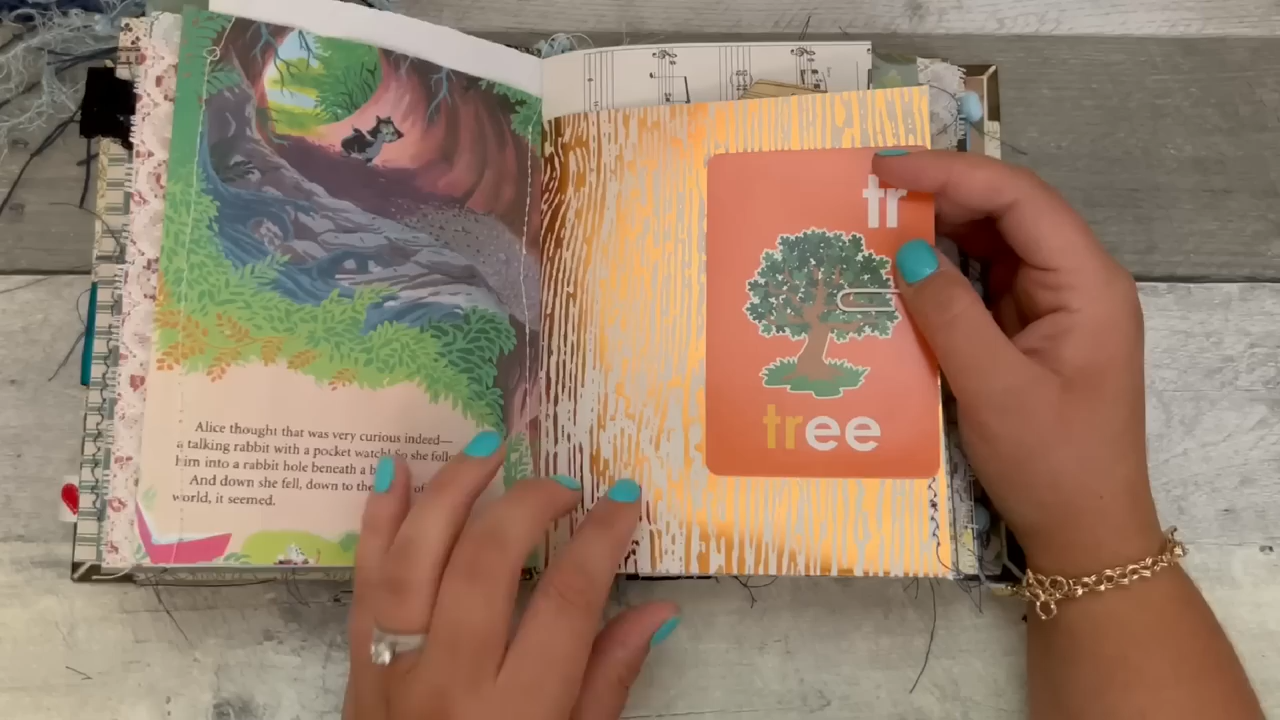 Alice thought that was very curious indeed—
a talking rabbit with a pocket watch! So she
him into a rabbit hole beneath a
And down she fell, down to the of
world, it seemed.
tr
tree